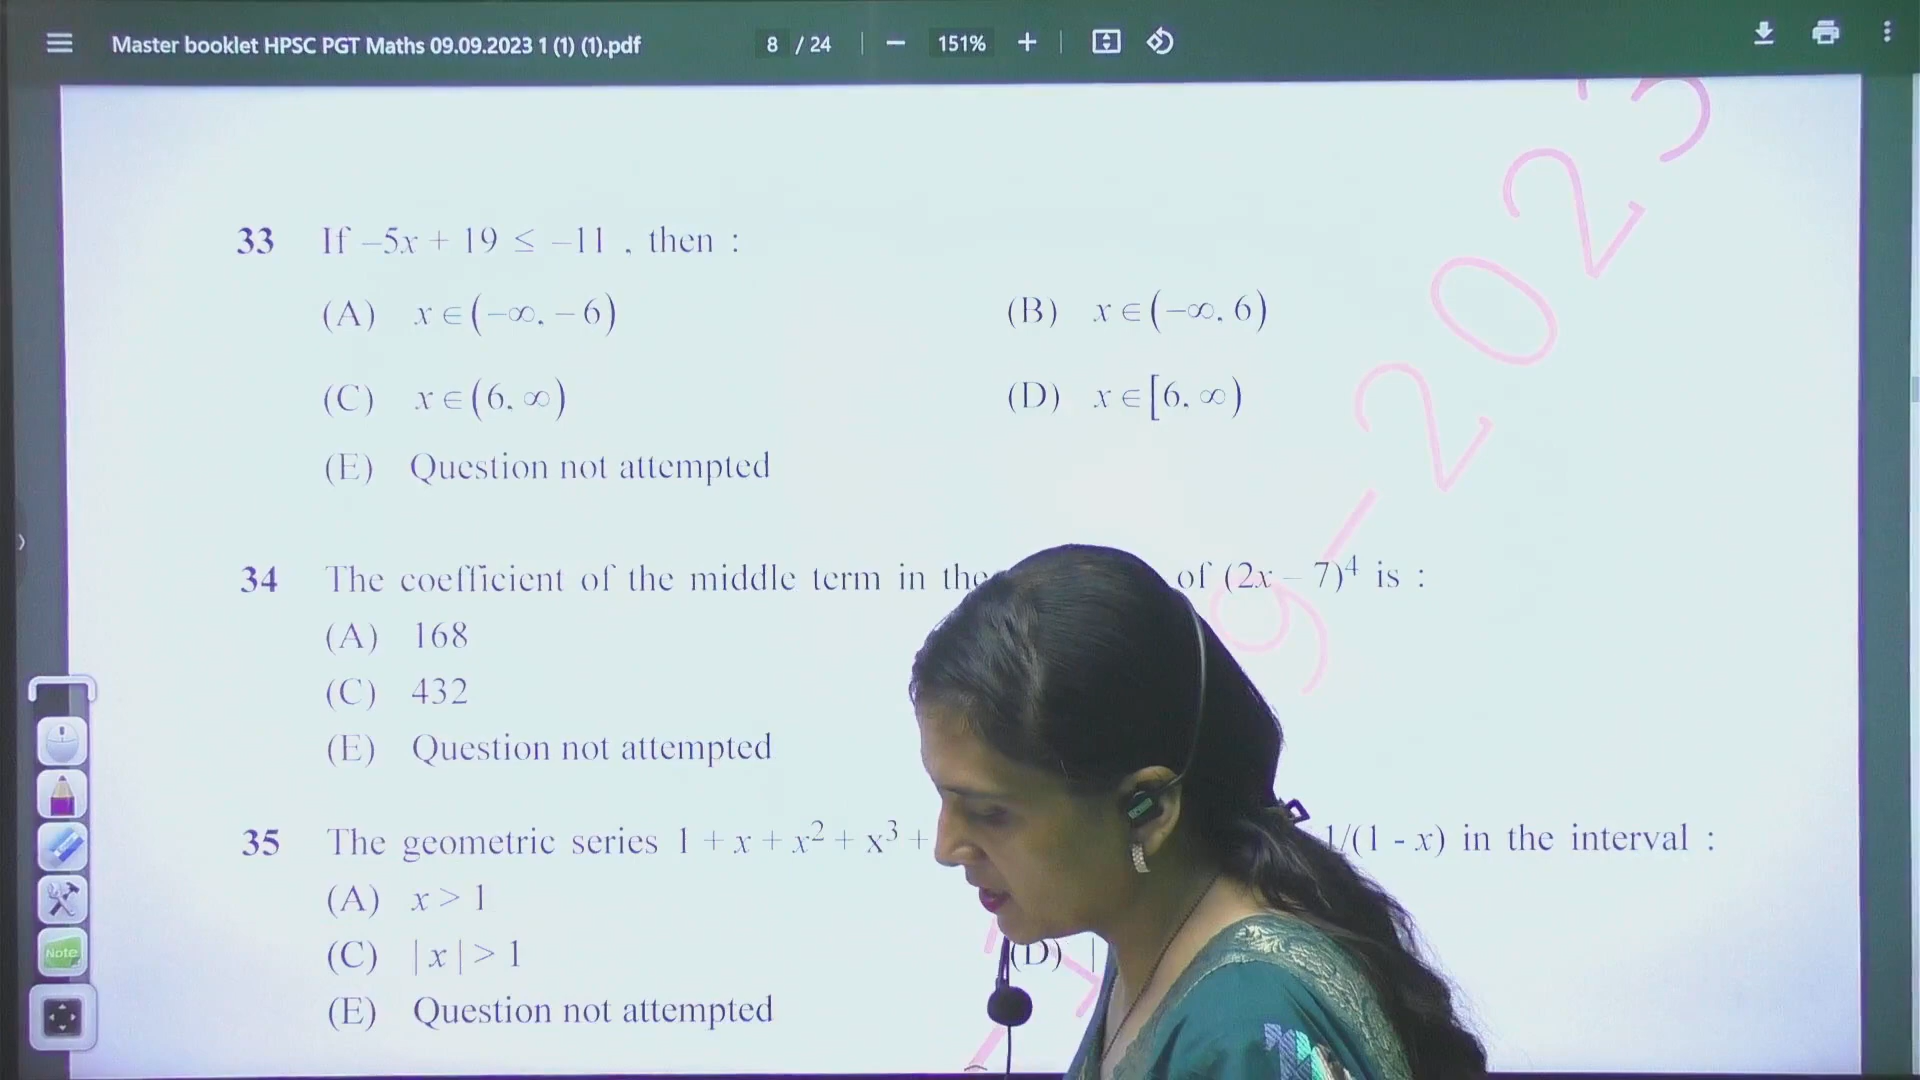 Master booklet HPSC PGT Maths 09.09.2023 1 (1) (1).pdf 8 / 24 151%
33 If –5x + 19 ≤ –11 , then :
(A) x ∈ (–∞, – 6) (B) x ∈ (–∞, 6)
(C) x ∈ (6, ∞) (D) x ∈ [6, ∞)
(E) Question not attempted
34 The coefficient of the middle term in the of (2x – 7)⁴ is :
(A) 168
(C) 432
(E) Question not attempted
35 The geometric series 1 + x + x² + x³ + 1/(1 - x) in the interval :
(A) x > 1
(C) | x | > 1 (D) |
(E) Question not attempted
9-2023
Note